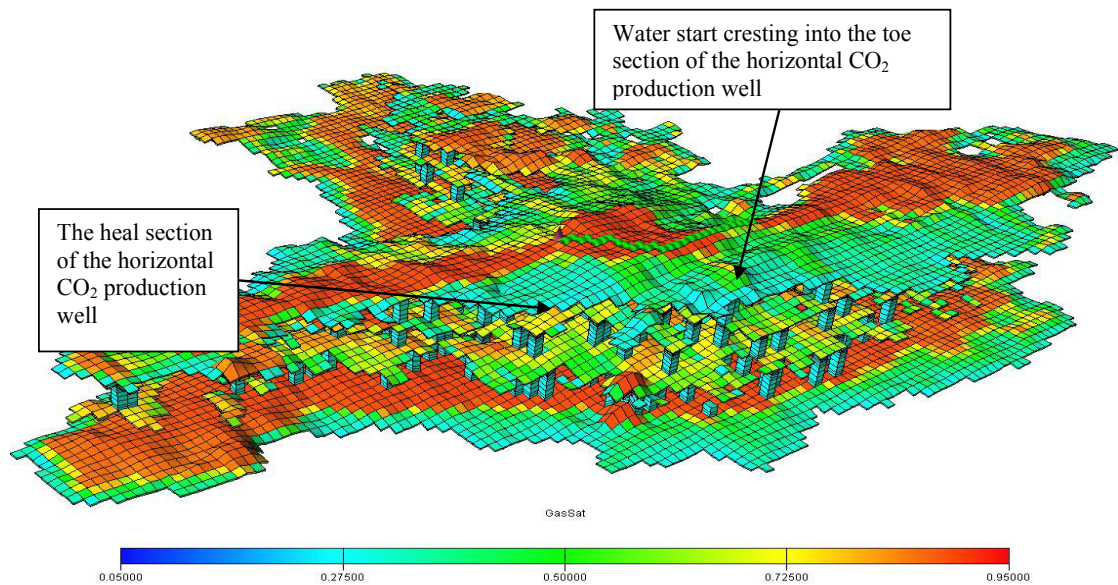 Water start cresting into the toe
section of the horizontal CO₂
production well
The heal section
of the horizontal
CO₂ production
well
GasSat
0.05000 0.27500 0.50000 0.72500 0.95000